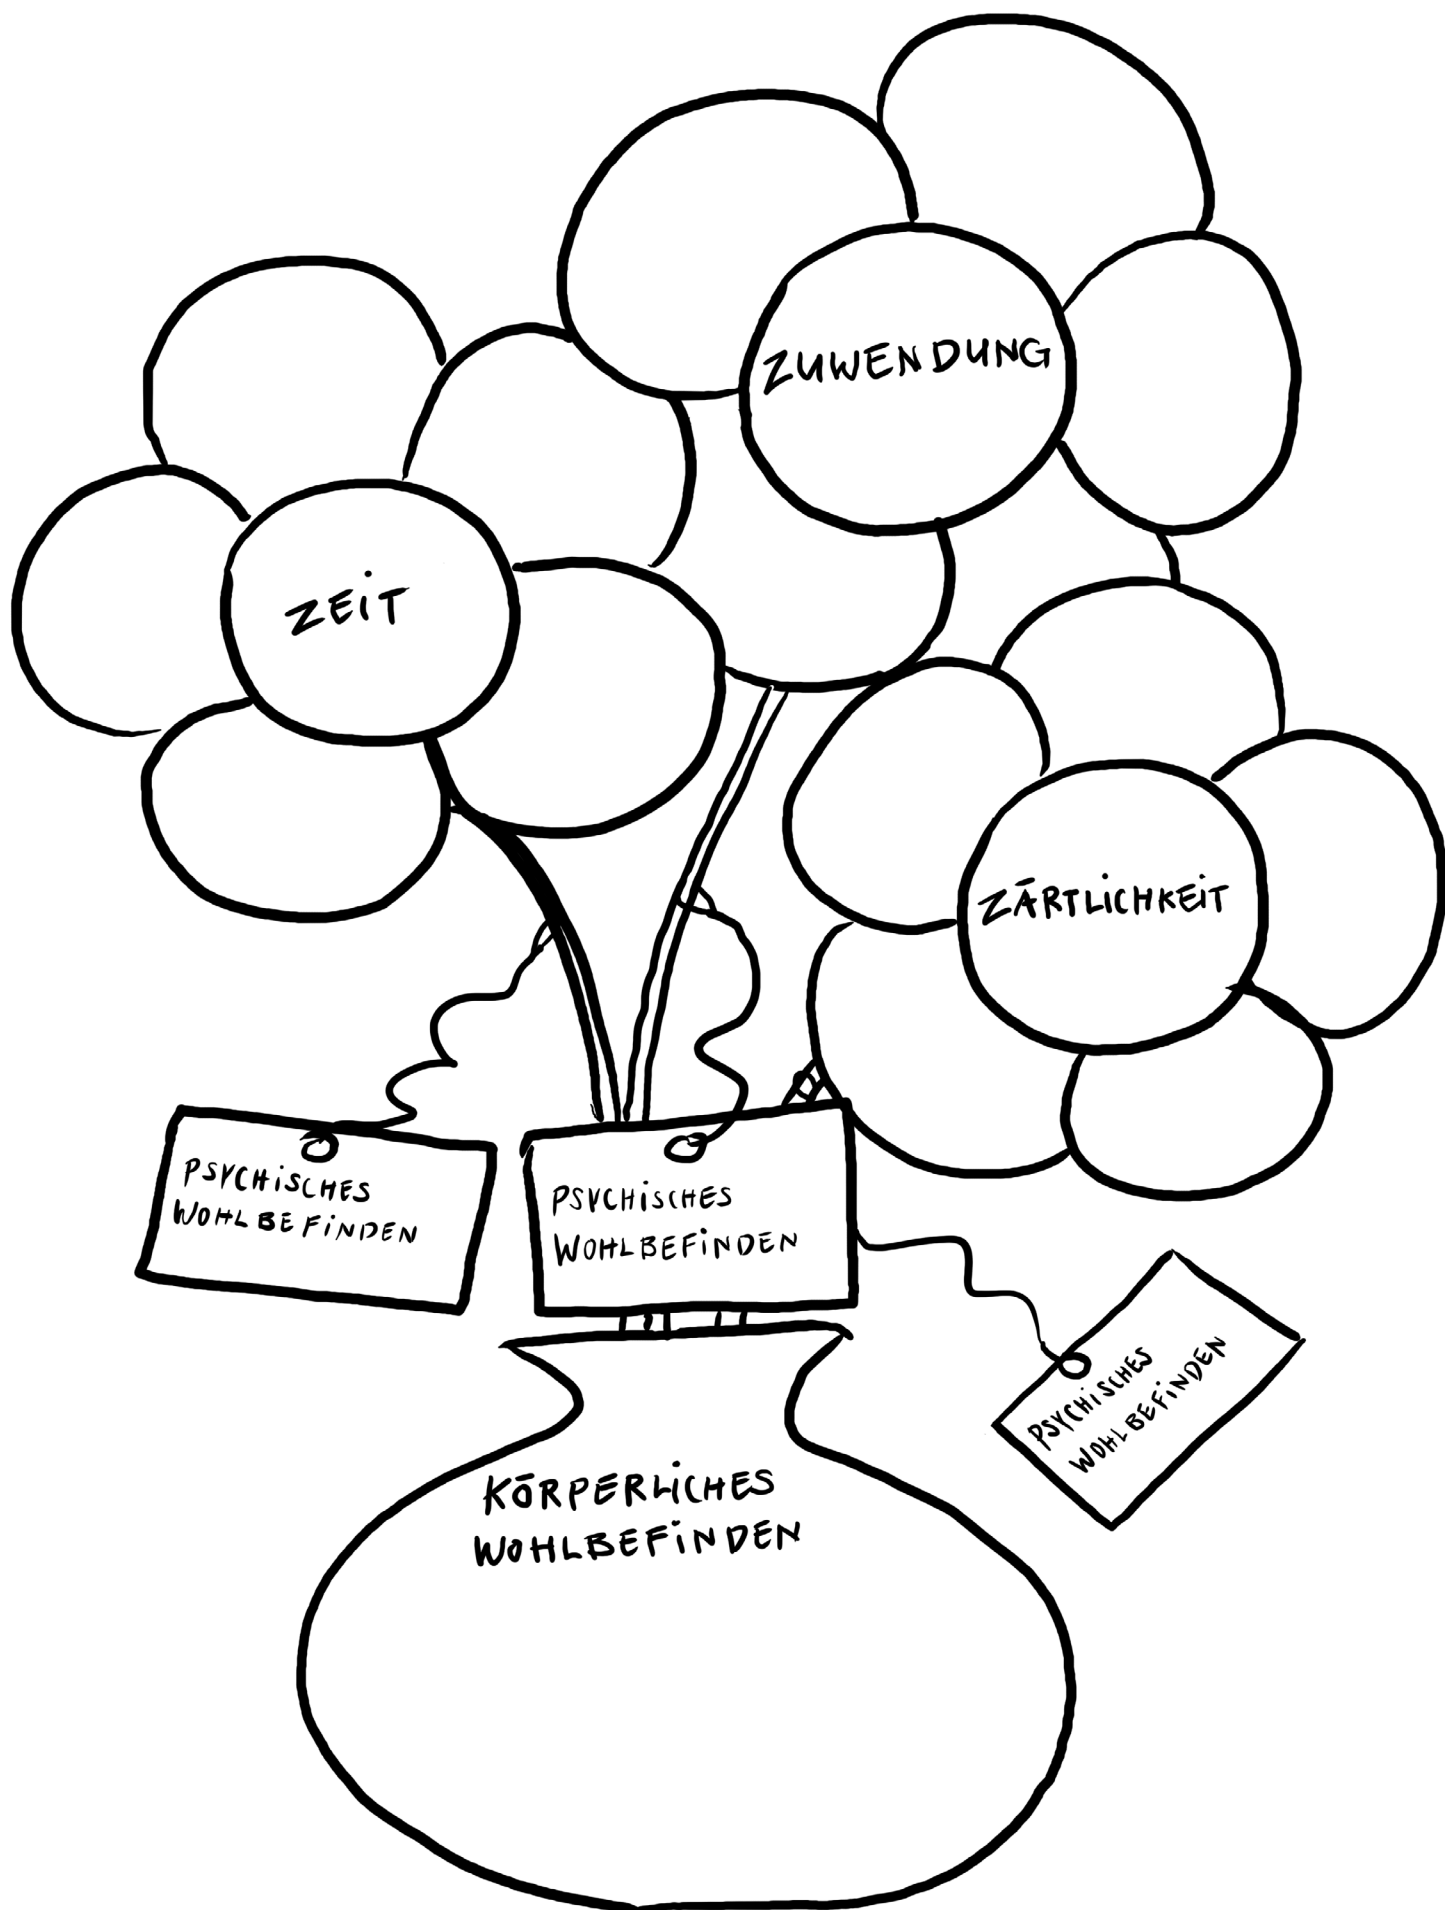 ZUWENDUNG
ZEIT
ZÄRTLICHKEIT
PSYCHISCHES
WOHLBEFINDEN
PSYCHISCHES
WOHLBEFINDEN
PSYCHISCHES
WOHLBEFINDEN
KÖRPERLICHES
WOHLBEFINDEN